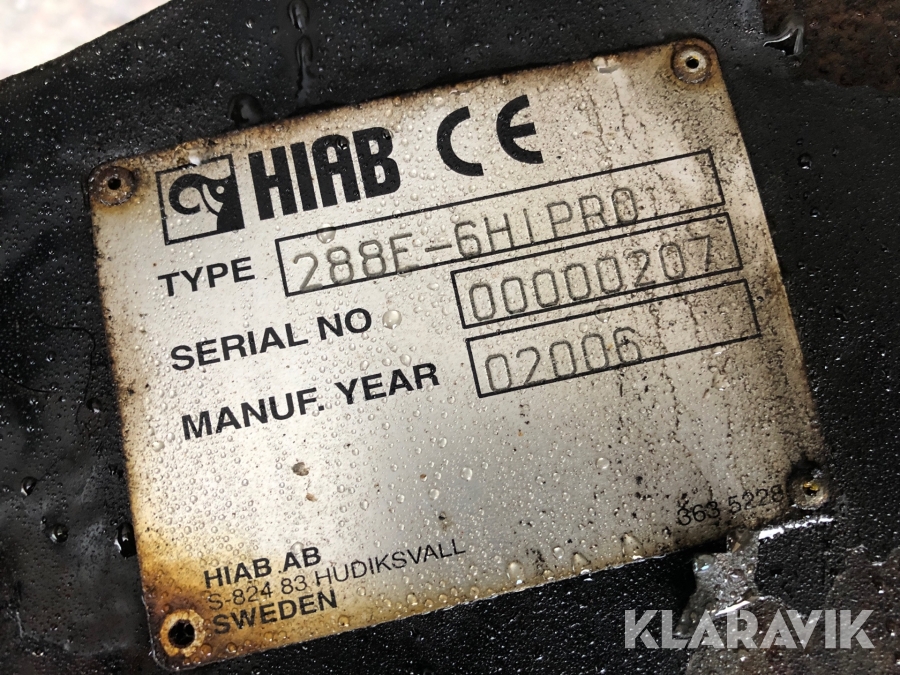 HIAB CE
TYPE 288E-6HIPRO
SERIAL NO 00000207
MANUF. YEAR 02006
363 5228
HIAB AB
S-824 83 HUDIKSVALL
SWEDEN
KLARAVIK